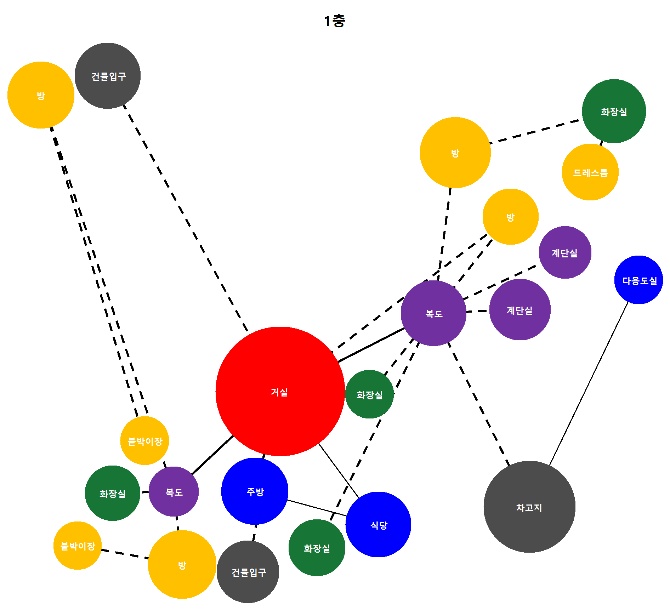 1층
건물입구
방
화장실
방
드레스룸
방
계단실
다용도실
계단실
복도
거실
화장실
붙박이장
복도
주방
화장실
차고지
식당
붙박이장
화장실
방
건물입구